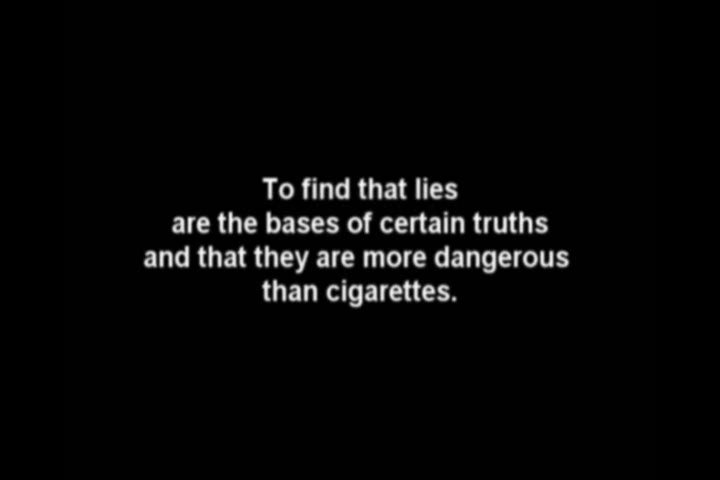 To find that lies
are the bases of certain truths
and that they are more dangerous
than cigarettes.